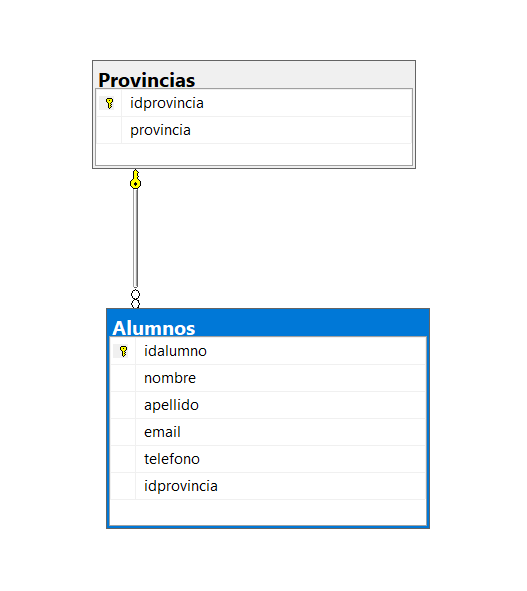 Provincias
idprovincia
provincia
Alumnos
idalumno
nombre
apellido
email
telefono
idprovincia